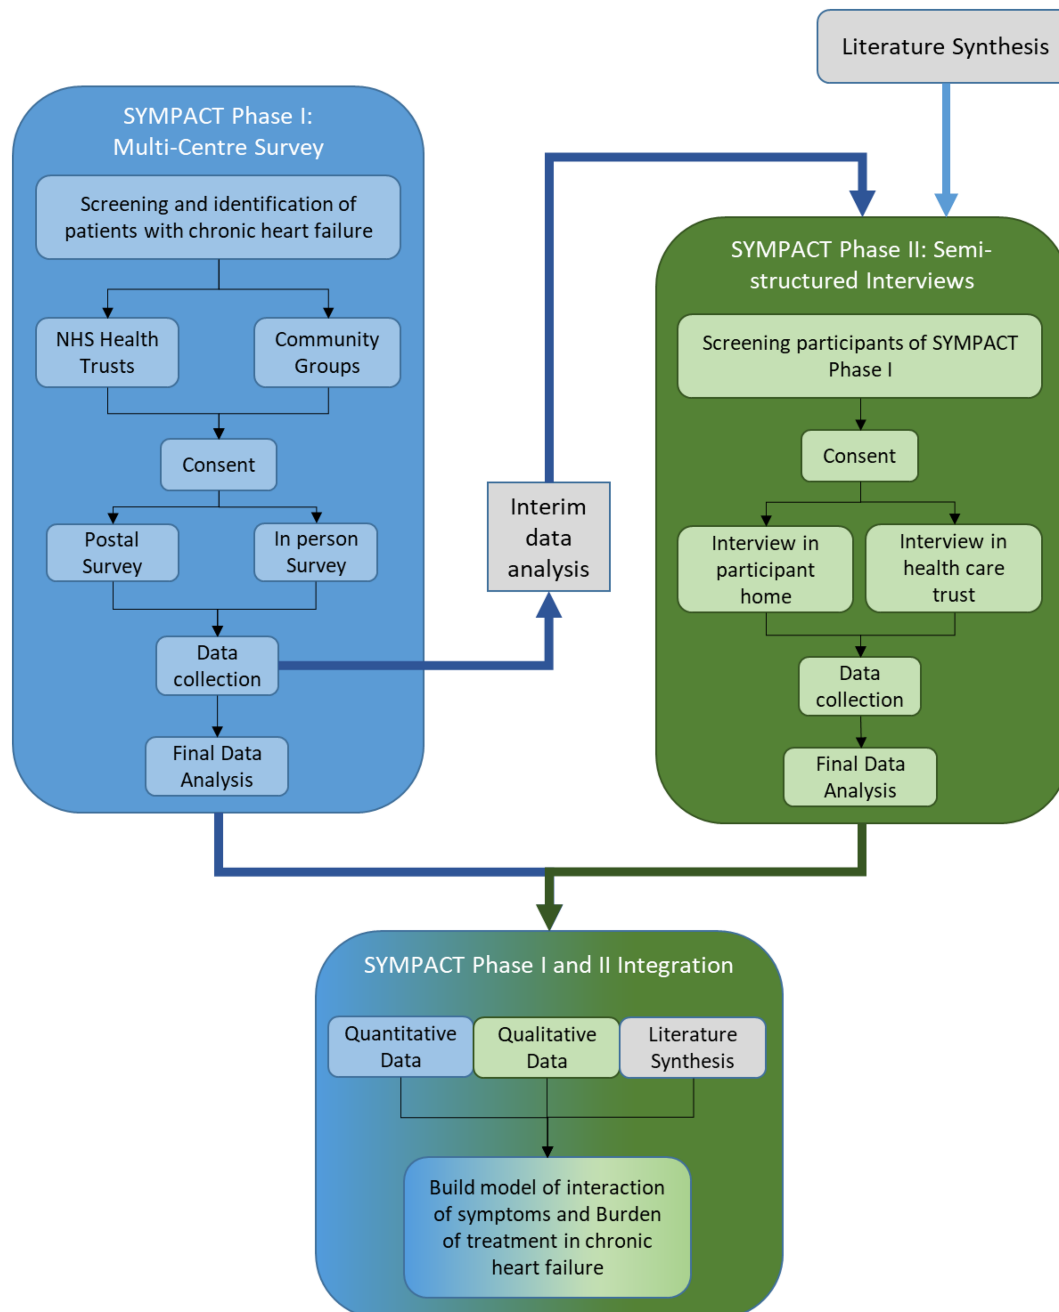 Literature Synthesis
SYMPACT Phase I:
Multi-Centre Survey
Screening and identification of
patients with chronic heart failure
NHS Health
Trusts
Community
Groups
Consent
Postal
Survey
In person
Survey
Data
collection
Final Data
Analysis
Interim
data
analysis
SYMPACT Phase II: Semi-
structured Interviews
Screening participants of SYMPACT
Phase I
Consent
Interview in
participant
home
Interview in
health care
trust
Data
collection
Final Data
Analysis
SYMPACT Phase I and II Integration
Quantitative
Data
Qualitative
Data
Literature
Synthesis
Build model of interaction
of symptoms and Burden
of treatment in chronic
heart failure